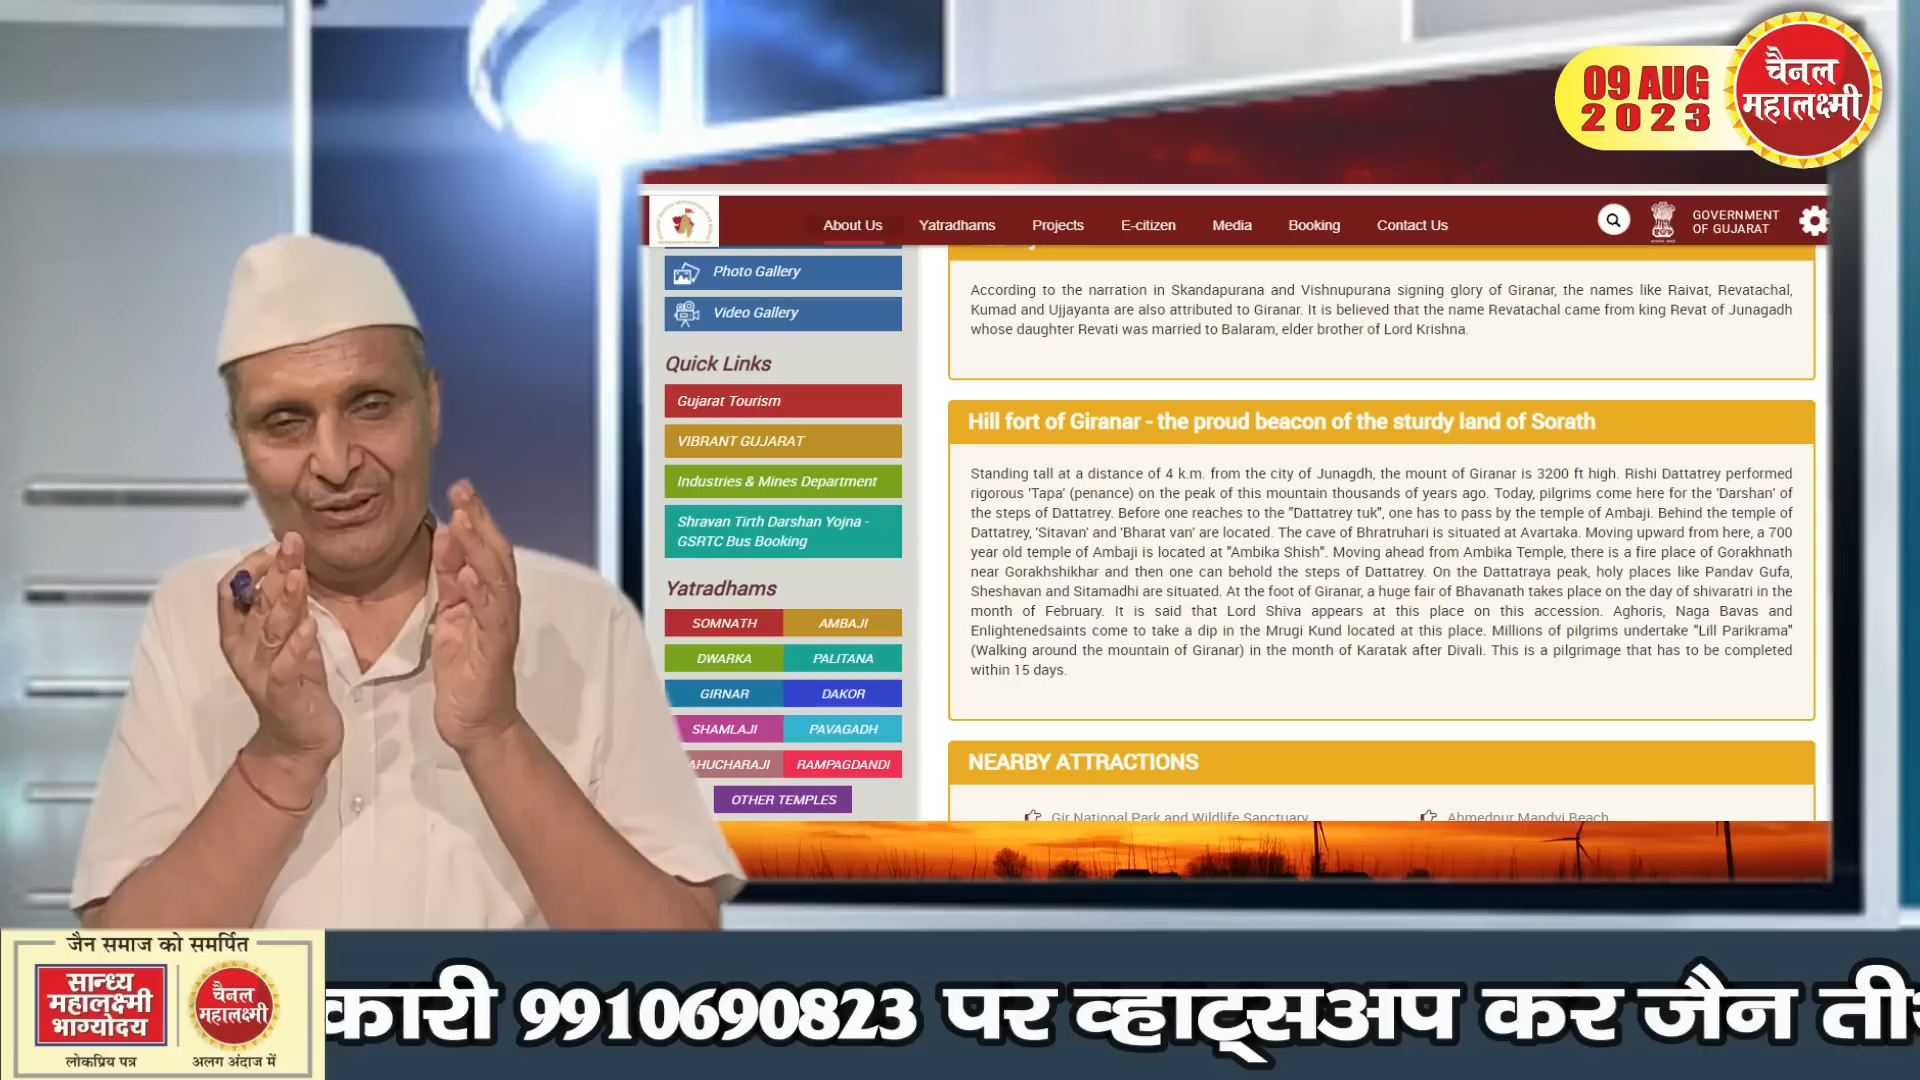 09 AUG
2023
चैनल
महालक्ष्मी
About Us Yatradhams Projects E-citizen Media Booking Contact Us
GOVERNMENT
OF GUJARAT
Photo Gallery
Video Gallery
Quick Links
Gujarat Tourism
VIBRANT GUJARAT
Industries & Mines Department
Shravan Tirth Darshan Yojna -
GSRTC Bus Booking
Yatradhams
SOMNATH AMBAJI
DWARKA PALITANA
GIRNAR DAKOR
SHAMLAJI PAVAGADH
AHUCHARAJI RAMPAGDANDI
OTHER TEMPLES
According to the narration in Skandapurana and Vishnupurana signing glory of Giranar, the names like Raivat, Revatachal,
Kumad and Ujjayanta are also attributed to Giranar. It is believed that the name Revatachal came from king Revat of Junagadh
whose daughter Revati was married to Balaram, elder brother of Lord Krishna.
Hill fort of Giranar - the proud beacon of the sturdy land of Sorath
Standing tall at a distance of 4 k.m. from the city of Junagdh, the mount of Giranar is 3200 ft high. Rishi Dattatrey performed
rigorous 'Tapa' (penance) on the peak of this mountain thousands of years ago. Today, pilgrims come here for the 'Darshan' of
the steps of Dattatrey. Before one reaches to the "Dattatrey tuk", one has to pass by the temple of Ambaji. Behind the temple of
Dattatrey, 'Sitavan' and 'Bharat van' are located. The cave of Bhratruhari is situated at Avartaka. Moving upward from here, a 700
year old temple of Ambaji is located at "Ambika Shish". Moving ahead from Ambika Temple, there is a fire place of Gorakhnath
near Gorakhshikhar and then one can behold the steps of Dattatrey. On the Dattatraya peak, holy places like Pandav Gufa,
Sheshavan and Sitamadhi are situated. At the foot of Giranar, a huge fair of Bhavanath takes place on the day of shivaratri in the
month of February. It is said that Lord Shiva appears at this place on this accession. Aghoris, Naga Bavas and
Enlightenedsaints come to take a dip in the Mrugi Kund located at this place. Millions of pilgrims undertake "Lill Parikrama"
(Walking around the mountain of Giranar) in the month of Karatak after Divali. This is a pilgrimage that has to be completed
within 15 days.
NEARBY ATTRACTIONS
Gir National Park and Wildlife Sanctuary Ahmedpur Mandvi Beach
जैन समाज को समर्पित
सान्ध्य
महालक्ष्मी
भाग्योदय
लोकप्रिय पत्र
चैनल
महालक्ष्मी
अलग अंदाज में
कारी 9910690823 पर व्हाट्सअप कर जैन